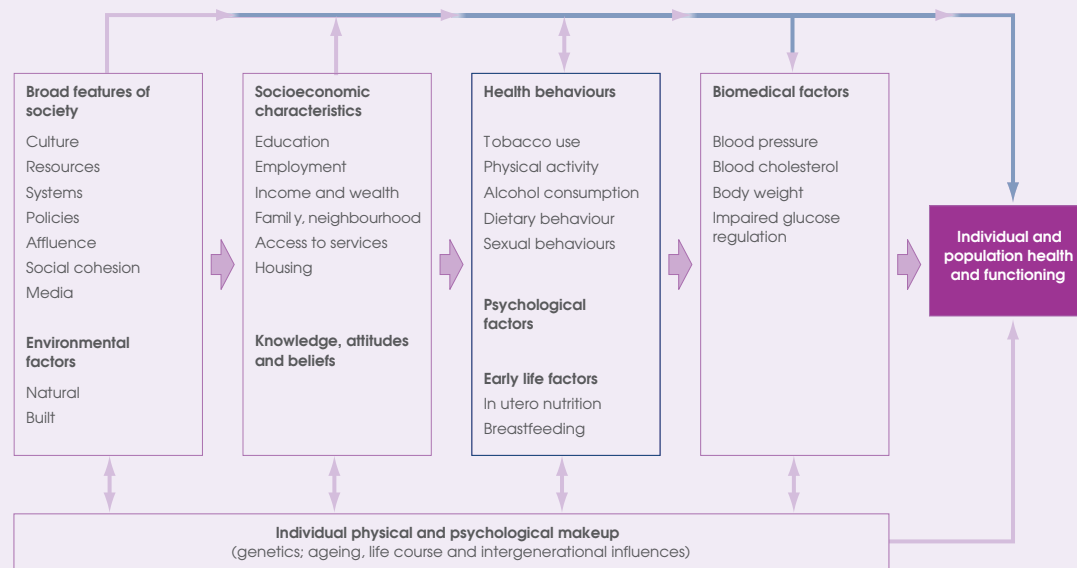 Broad features of
society
Culture
Resources
Systems
Policies
Affluence
Social cohesion
Media
Environmental
factors
Natural
Built
Socioeconomic
characteristics
Education
Employment
Income and wealth
Family, neighbourhood
Access to services
Housing
Knowledge, attitudes
and beliefs
Health behaviours
Tobacco use
Physical activity
Alcohol consumption
Dietary behaviour
Sexual behaviours
Psychological
factors
Early life factors
In utero nutrition
Breastfeeding
Biomedical factors
Blood pressure
Blood cholesterol
Body weight
Impaired glucose
regulation
Individual and
population health
and functioning
Individual physical and psychological makeup
(genetics; ageing, life course and intergenerational influences)